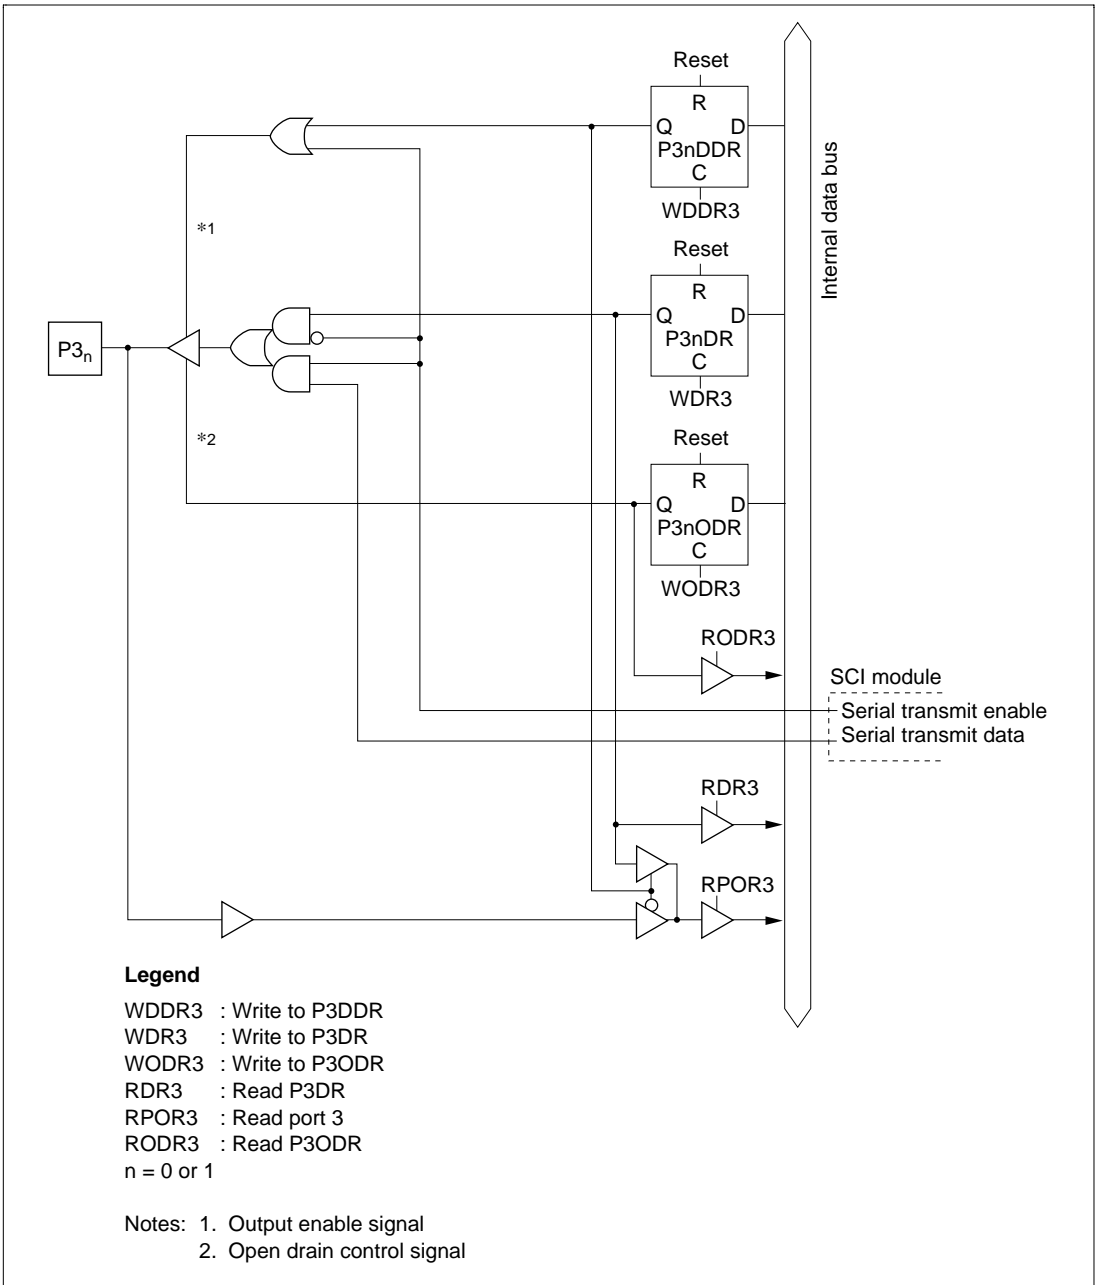 Reset
R
Q D
P3nDDR
C
WDDR3
Internal data bus
*1
Reset
R
Q D
P3nDR
C
WDR3
P3n
*2
Reset
R
Q D
P3nODR
C
WODR3
RODR3
SCI module
Serial transmit enable
Serial transmit data
RDR3
RPOR3
Legend
WDDR3 : Write to P3DDR
WDR3 : Write to P3DR
WODR3 : Write to P3ODR
RDR3 : Read P3DR
RPOR3 : Read port 3
RODR3 : Read P3ODR
n = 0 or 1
Notes: 1. Output enable signal
2. Open drain control signal